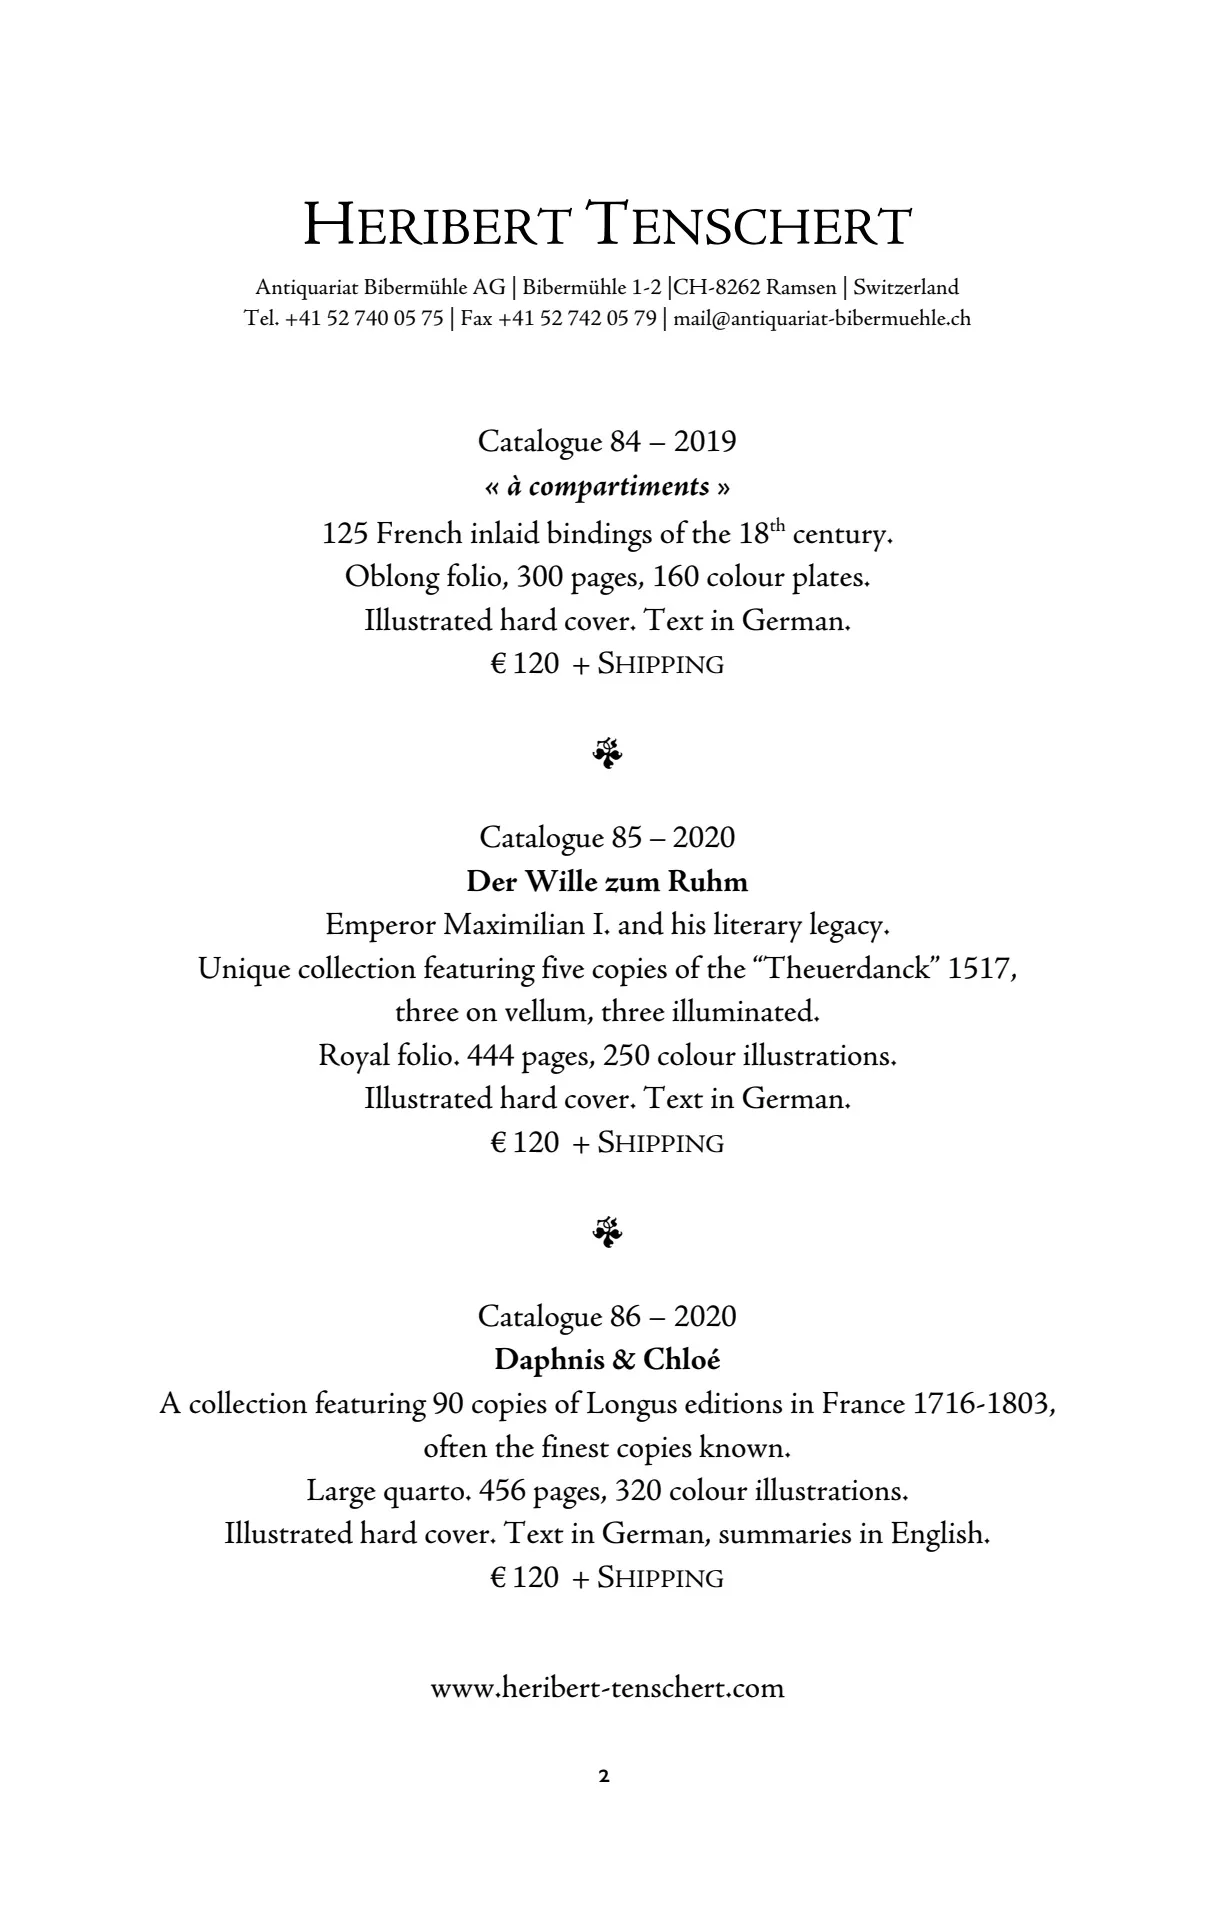 HERIBERT TENSCHERT
Antiquariat Bibermühle AG | Bibermühle 1-2 |CH-8262 Ramsen | Switzerland
Tel. +41 52 740 05 75 | Fax +41 52 742 05 79 | mail@antiquariat-bibermuehle.ch
Catalogue 84 – 2019
« à compartiments »
125 French inlaid bindings of the 18th century.
Oblong folio, 300 pages, 160 colour plates.
Illustrated hard cover. Text in German.
€ 120 + SHIPPING
Catalogue 85 – 2020
Der Wille zum Ruhm
Emperor Maximilian I. and his literary legacy.
Unique collection featuring five copies of the “Theuerdanck” 1517,
three on vellum, three illuminated.
Royal folio. 444 pages, 250 colour illustrations.
Illustrated hard cover. Text in German.
€ 120 + SHIPPING
Catalogue 86 – 2020
Daphnis & Chloé
A collection featuring 90 copies of Longus editions in France 1716-1803,
often the finest copies known.
Large quarto. 456 pages, 320 colour illustrations.
Illustrated hard cover. Text in German, summaries in English.
€ 120 + SHIPPING
www.heribert-tenschert.com
2